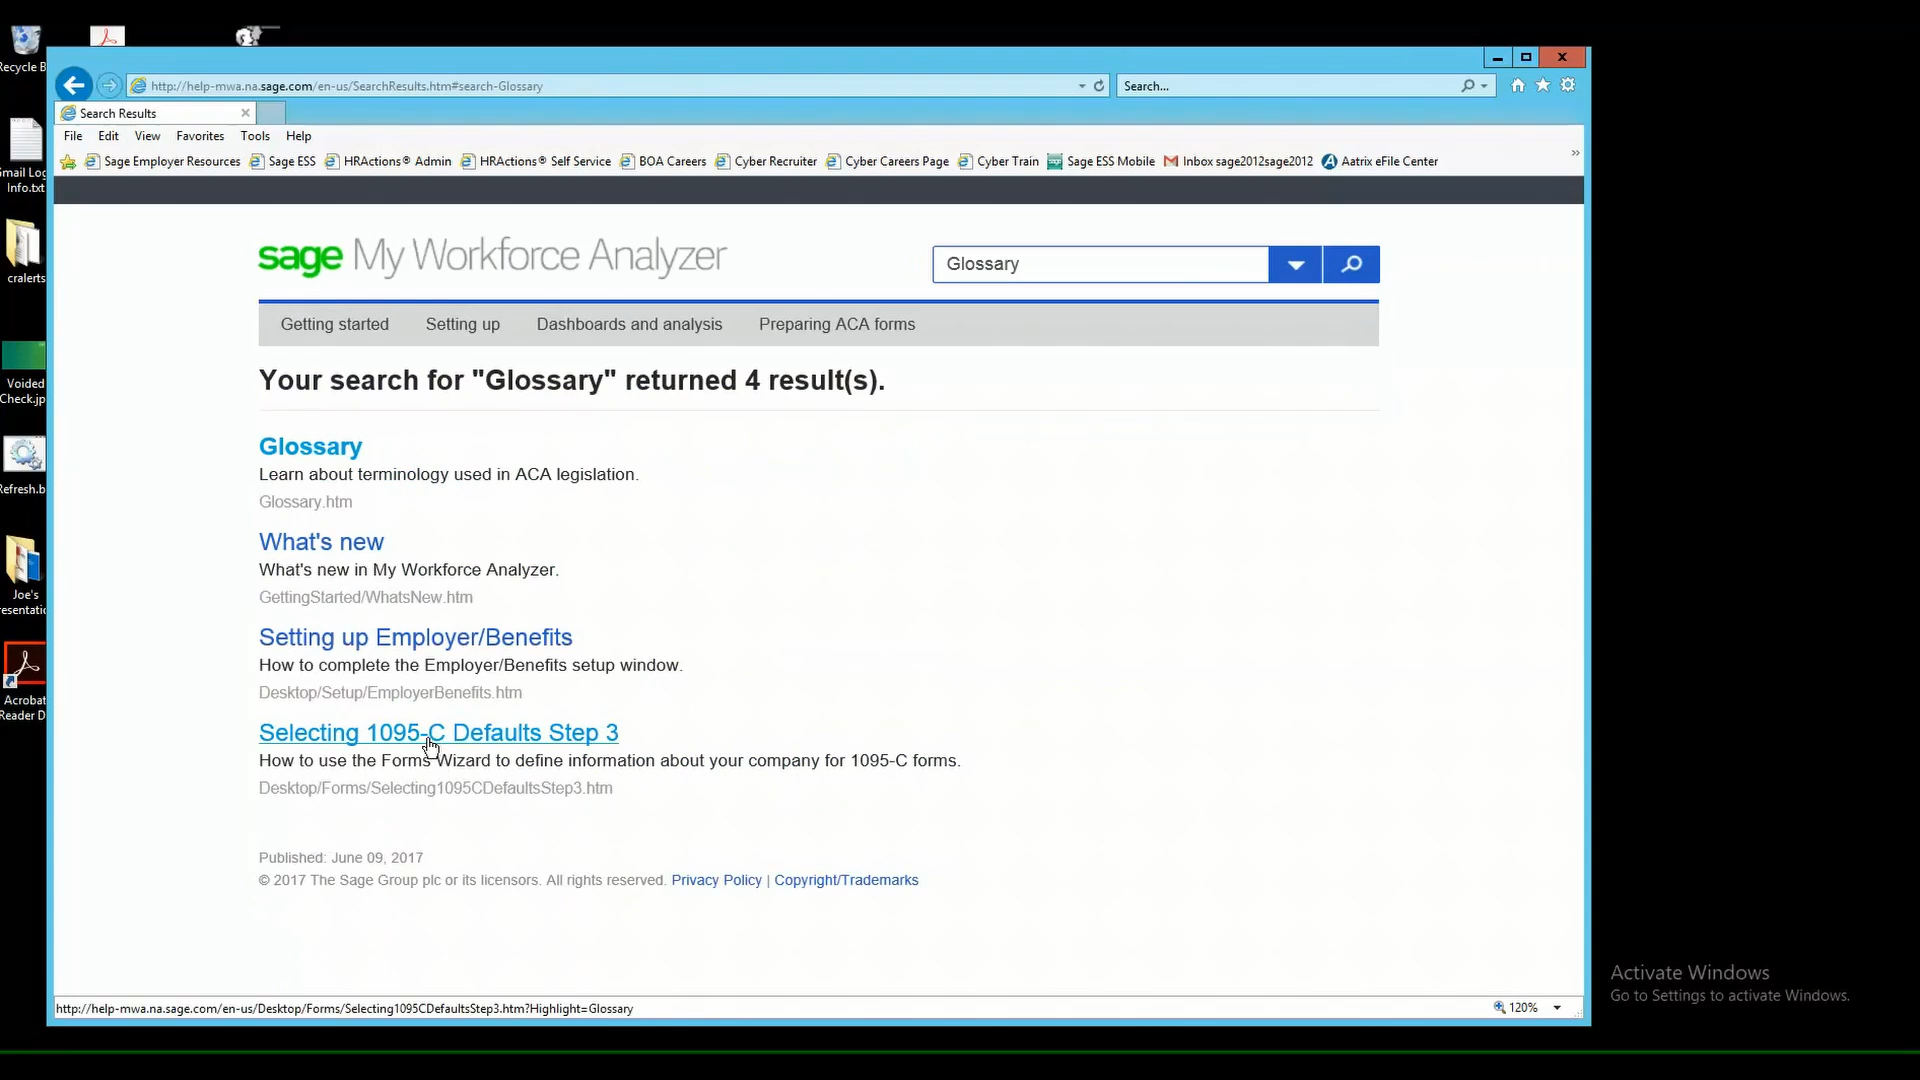 Recycle B
http://help-mwa.na.sage.com/en-us/SearchResults.htm#search-Glossary
Search...
Search Results
File Edit View Favorites Tools Help
Sage Employer Resources Sage ESS HRActions® Admin HRActions® Self Service BOA Careers Cyber Recruiter Cyber Careers Page Cyber Train Sage ESS Mobile Inbox sage2012sage2012 Aatrix eFile Center
Gmail Log
Info.txt
sage My Workforce Analyzer
Glossary
cralerts
Getting started Setting up Dashboards and analysis Preparing ACA forms
Your search for "Glossary" returned 4 result(s).
Voided
Check.jp
Glossary
Learn about terminology used in ACA legislation.
Glossary.htm
Refresh.b
What's new
What's new in My Workforce Analyzer.
GettingStarted/WhatsNew.htm
Joe's
resentatio
Setting up Employer/Benefits
How to complete the Employer/Benefits setup window.
Desktop/Setup/EmployerBenefits.htm
Acrobat
Reader D
Selecting 1095-C Defaults Step 3
How to use the Forms Wizard to define information about your company for 1095-C forms.
Desktop/Forms/Selecting1095CDefaultsStep3.htm
Published: June 09, 2017
© 2017 The Sage Group plc or its licensors. All rights reserved. Privacy Policy | Copyright/Trademarks
Activate Windows
Go to Settings to activate Windows.
http://help-mwa.na.sage.com/en-us/Desktop/Forms/Selecting1095CDefaultsStep3.htm?Highlight=Glossary
120%